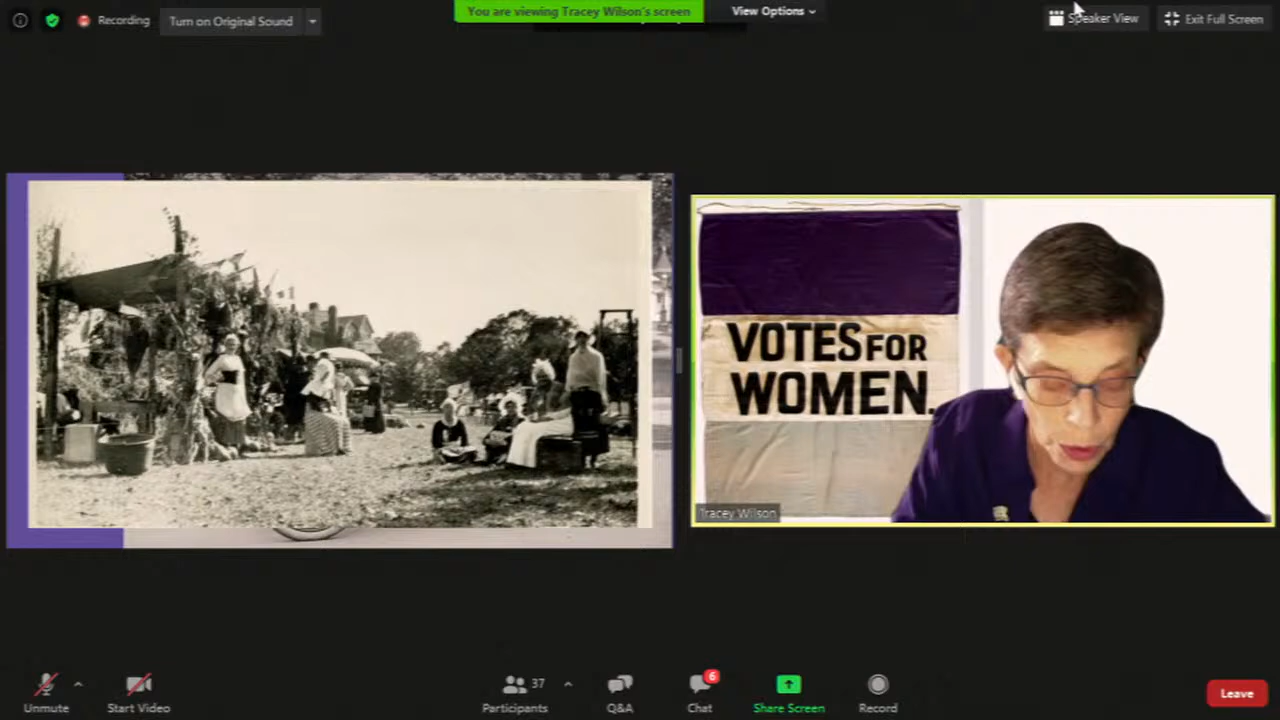 Recording
Turn on Original Sound
You are viewing Tracey Wilson's screen
View Options
Speaker View
Exit Full Screen
VOTES FOR
WOMEN.
Tracey Wilson
Unmute
Start Video
37
Participants
Q&A
6
Chat
Share Screen
Record
Leave